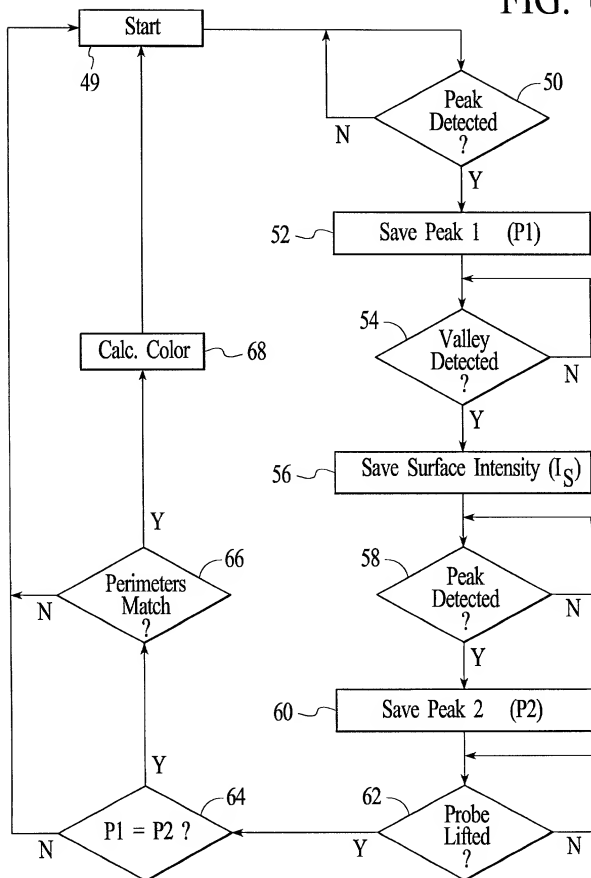 FIG.
Start
49
Peak
Detected
?
50
N
Y
52
Save Peak 1 (P1)
54
Valley
Detected
?
N
Y
Calc. Color
68
56
Save Surface Intensity (IS)
Y
66
58
Perimeters
Match
?
N
Peak
Detected
?
N
Y
60
Save Peak 2 (P2)
Y
64
62
P1 = P2 ?
N
Probe
Lifted
?
Y
N